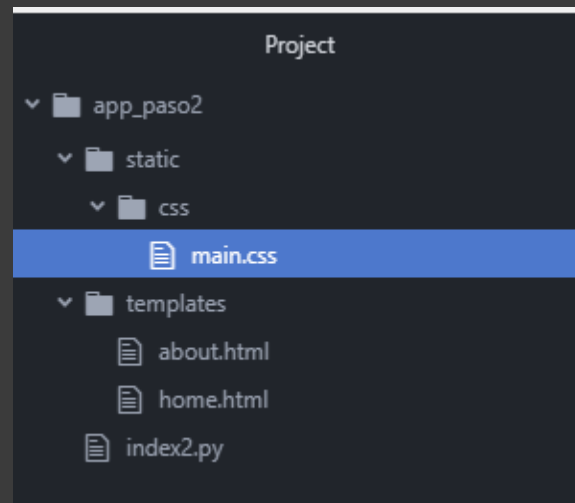 Project
app_paso2
static
css
main.css
templates
about.html
home.html
index2.py